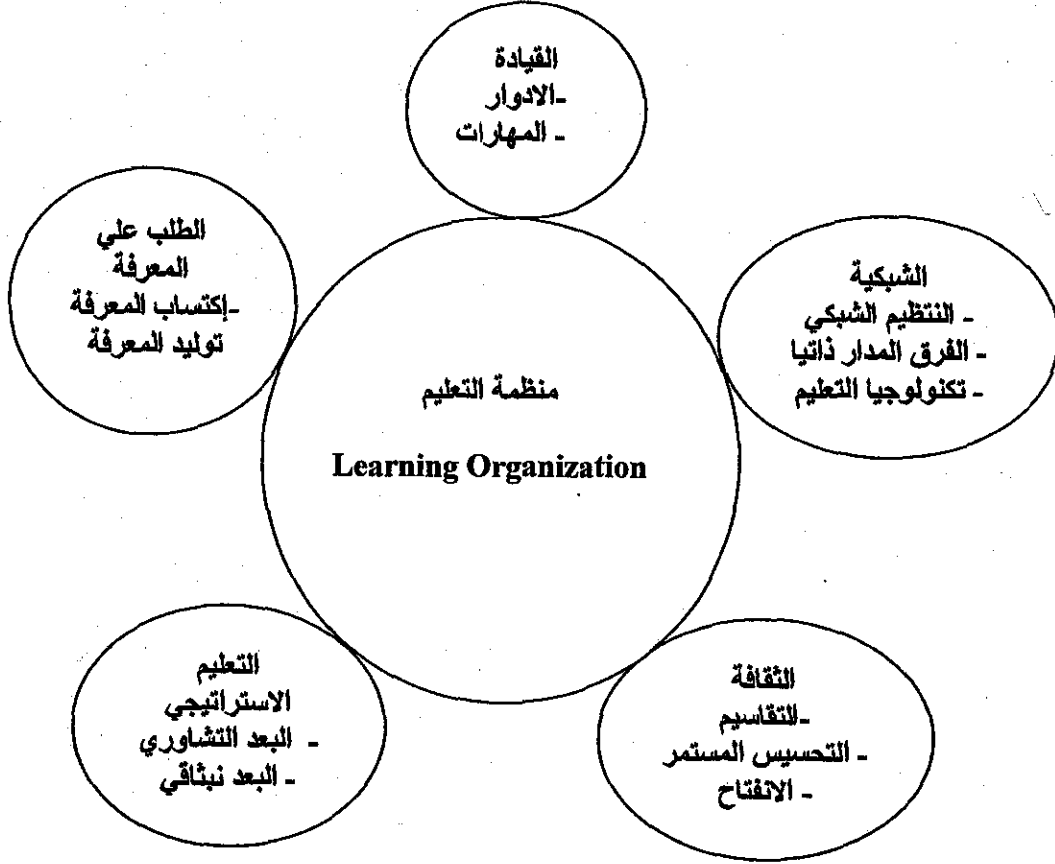 القيادة
-الادوار
- المهارات
الشبكية
- التنظيم الشبكي
- الفرق المدار ذاتيا
- تكنولوجيا التعليم
الطلب علي
المعرفة
-إكتساب المعرفة
توليد المعرفة
منظمة التعليم
Learning Organization
الثقافة
-التقاسيم
- التحسيس المستمر
- الانفتاح
التعليم
الاستراتيجي
- البعد التشاوري
- البعد نبثاقي